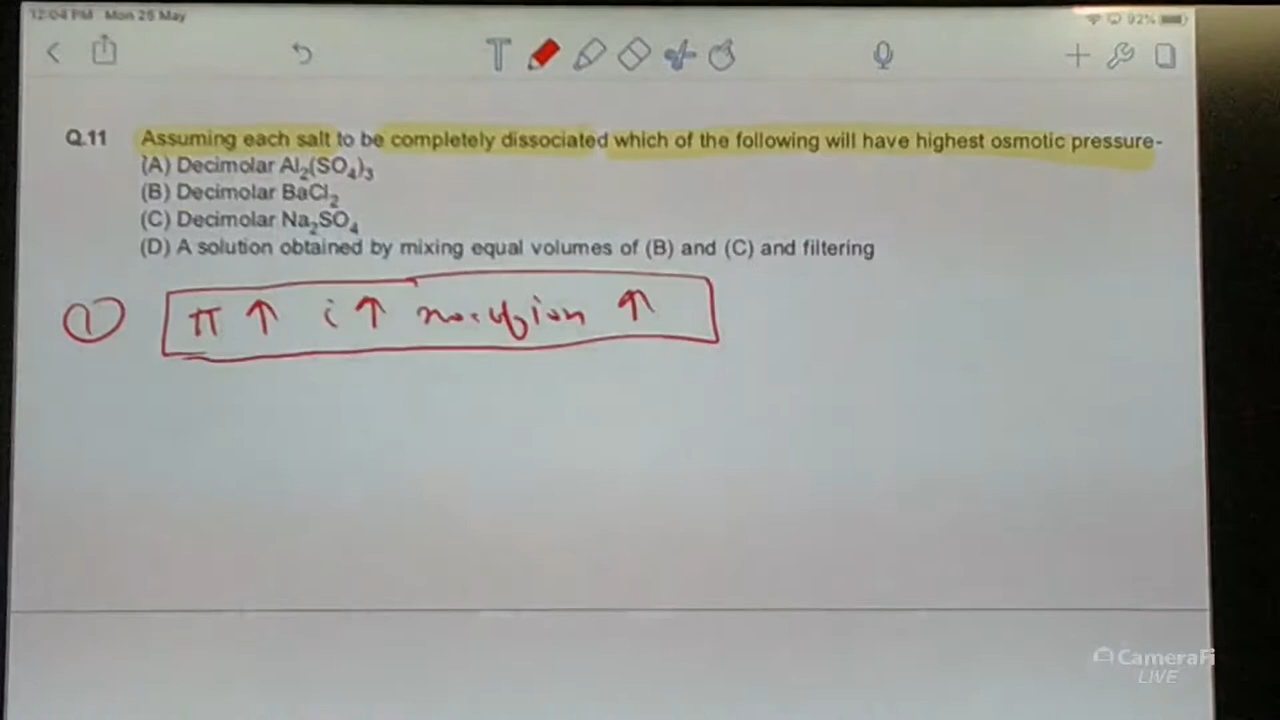 12:04 PM Mon 25 May
92%
Q.11 Assuming each salt to be completely dissociated which of the following will have highest osmotic pressure-
(A) Decimolar Al₂(SO₄)₃
(B) Decimolar BaCl₂
(C) Decimolar Na₂SO₄
(D) A solution obtained by mixing equal volumes of (B) and (C) and filtering
① π ↑ i ↑ no. of ion ↑
CameraFi
LIVE